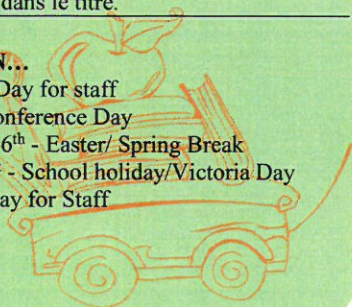 dans le titre.
N...
Day for staff
onference Day
6th - Easter/ Spring Break
- School holiday/Victoria Day
ay for Staff